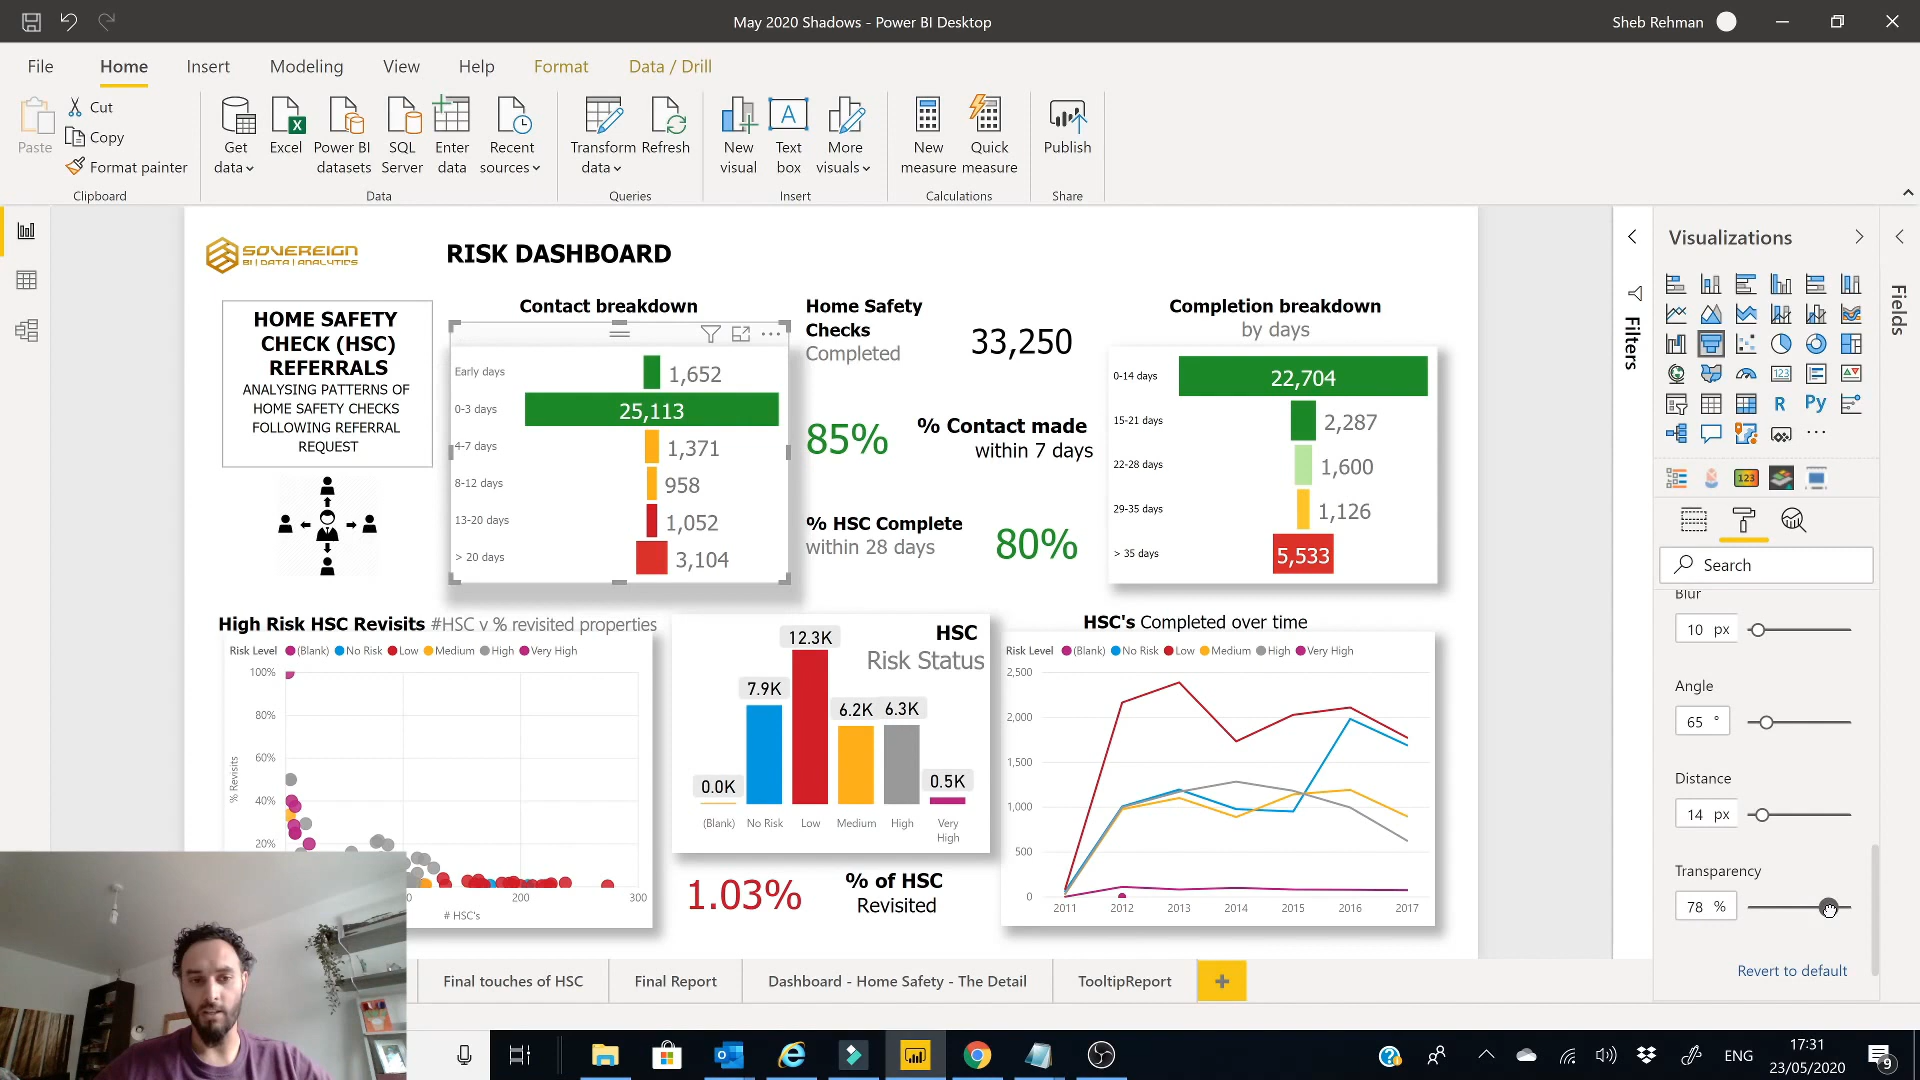 May 2020 Shadows - Power BI Desktop
Sheb Rehman
File
Home
Insert
Modeling
View
Help
Format
Data / Drill
Paste
Cut
Copy
Format painter
Clipboard
Get data
Excel
Power BI datasets
SQL Server
Enter data
Recent sources
Data
Transform data
Refresh
Queries
New visual
Text box
More visuals
Insert
New measure
Quick measure
Calculations
Publish
Share
SOVEREIGN
BI | DATA | ANALYTICS
RISK DASHBOARD
HOME SAFETY
CHECK (HSC)
REFERRALS
ANALYSING PATTERNS OF
HOME SAFETY CHECKS
FOLLOWING REFERRAL
REQUEST
Contact breakdown
Early days 1,652
0-3 days 25,113
4-7 days 1,371
8-12 days 958
13-20 days 1,052
> 20 days 3,104
Home Safety
Checks
Completed
33,250
85%
% Contact made
within 7 days
% HSC Complete
within 28 days
80%
Completion breakdown
by days
0-14 days 22,704
15-21 days 2,287
22-28 days 1,600
29-35 days 1,126
> 35 days 5,533
High Risk HSC Revisits #HSC v % revisited properties
Risk Level (Blank) No Risk Low Medium High Very High
100%
80%
60%
40%
20%
% Revisits
0 200 300
# HSC's
HSC
Risk Status
0.0K
7.9K
12.3K
6.2K
6.3K
0.5K
(Blank) No Risk Low Medium High Very
High
1.03%
% of HSC
Revisited
HSC's Completed over time
Risk Level (Blank) No Risk Low Medium High Very High
2,500
2,000
1,500
1,000
500
0
2011 2012 2013 2014 2015 2016 2017
Filters
Visualizations
Fields
123
R
Py
123
Search
Blur
10 px
Angle
65 °
Distance
14 px
Transparency
78 %
Revert to default
Final touches of HSC
Final Report
Dashboard - Home Safety - The Detail
TooltipReport
ENG
17:31
23/05/2020
9